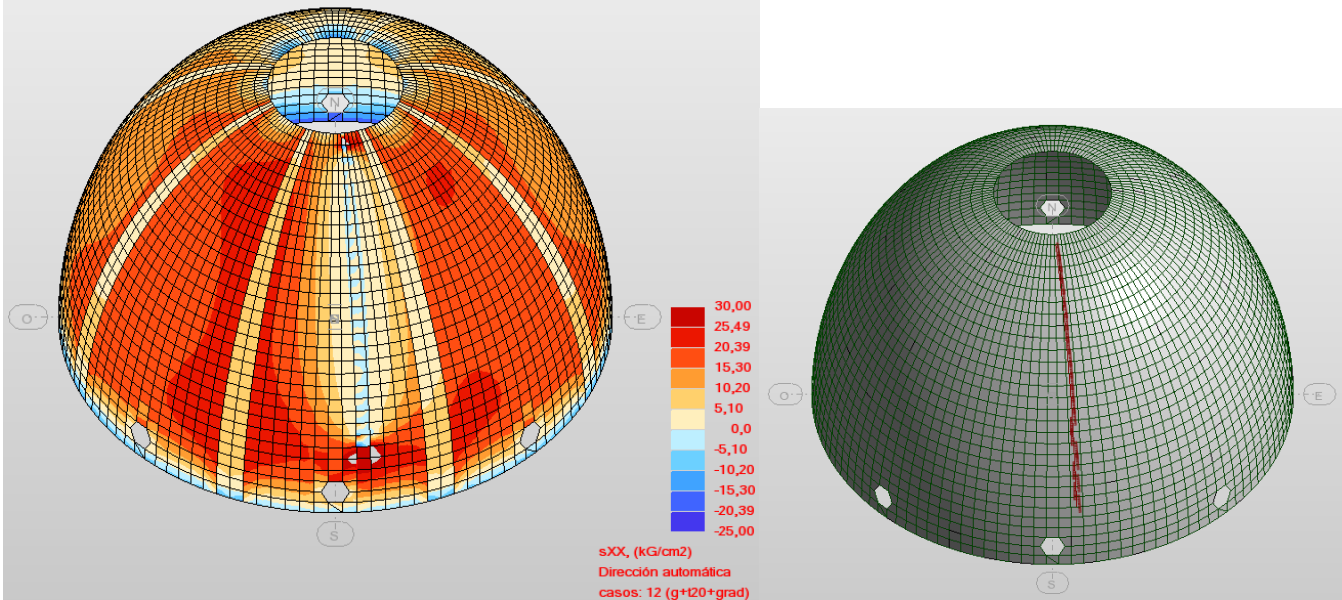 N
O
E
S
30,00
25,49
20,39
15,30
10,20
5,10
0,0
-5,10
-10,20
-15,30
-20,39
-25,00
sXX, (kG/cm2)
Dirección automática
casos: 12 (g+t20+grad)
N
O
E
S